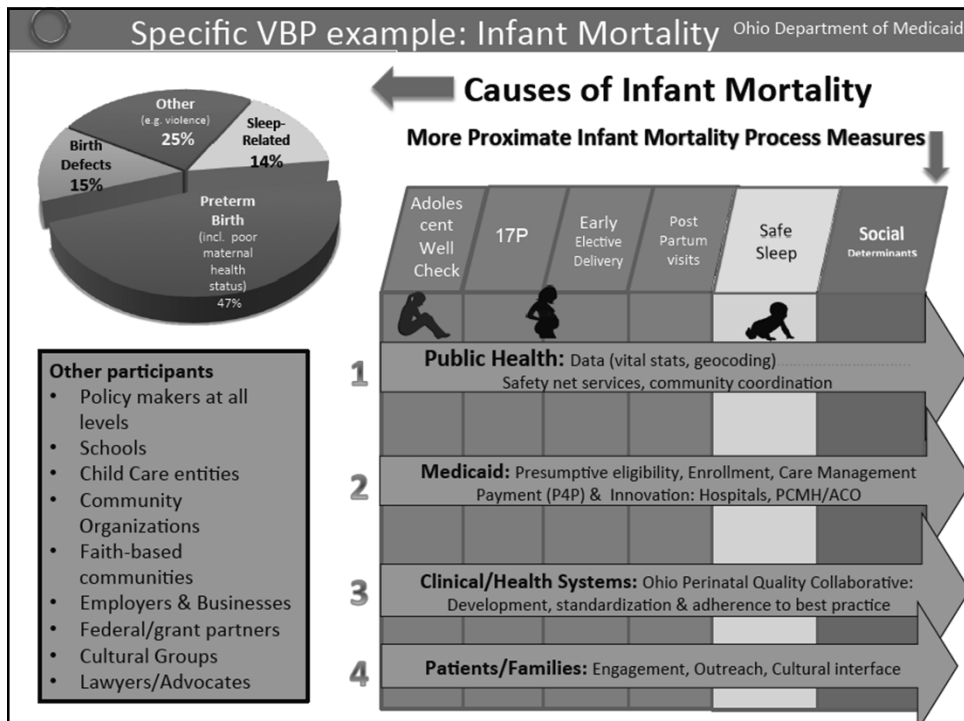 Specific VBP example: Infant Mortality
Ohio Department of Medicaid
Other
(e.g. violence)
25%
Sleep-
Related
14%
Birth
Defects
15%
Preterm
Birth
(incl. poor
maternal
health
status)
47%
Causes of Infant Mortality
More Proximate Infant Mortality Process Measures
Adoles
cent
Well
Check
17P
Early
Elective
Delivery
Post
Partum
visits
Safe
Sleep
Social
Determinants
Other participants
• Policy makers at all
levels
• Schools
• Child Care entities
• Community
Organizations
• Faith-based
communities
• Employers & Businesses
• Federal/grant partners
• Cultural Groups
• Lawyers/Advocates
1
Public Health: Data (vital stats, geocoding)
Safety net services, community coordination
2
Medicaid: Presumptive eligibility, Enrollment, Care Management
Payment (P4P) & Innovation: Hospitals, PCMH/ACO
3
Clinical/Health Systems: Ohio Perinatal Quality Collaborative:
Development, standardization & adherence to best practice
4
Patients/Families: Engagement, Outreach, Cultural interface